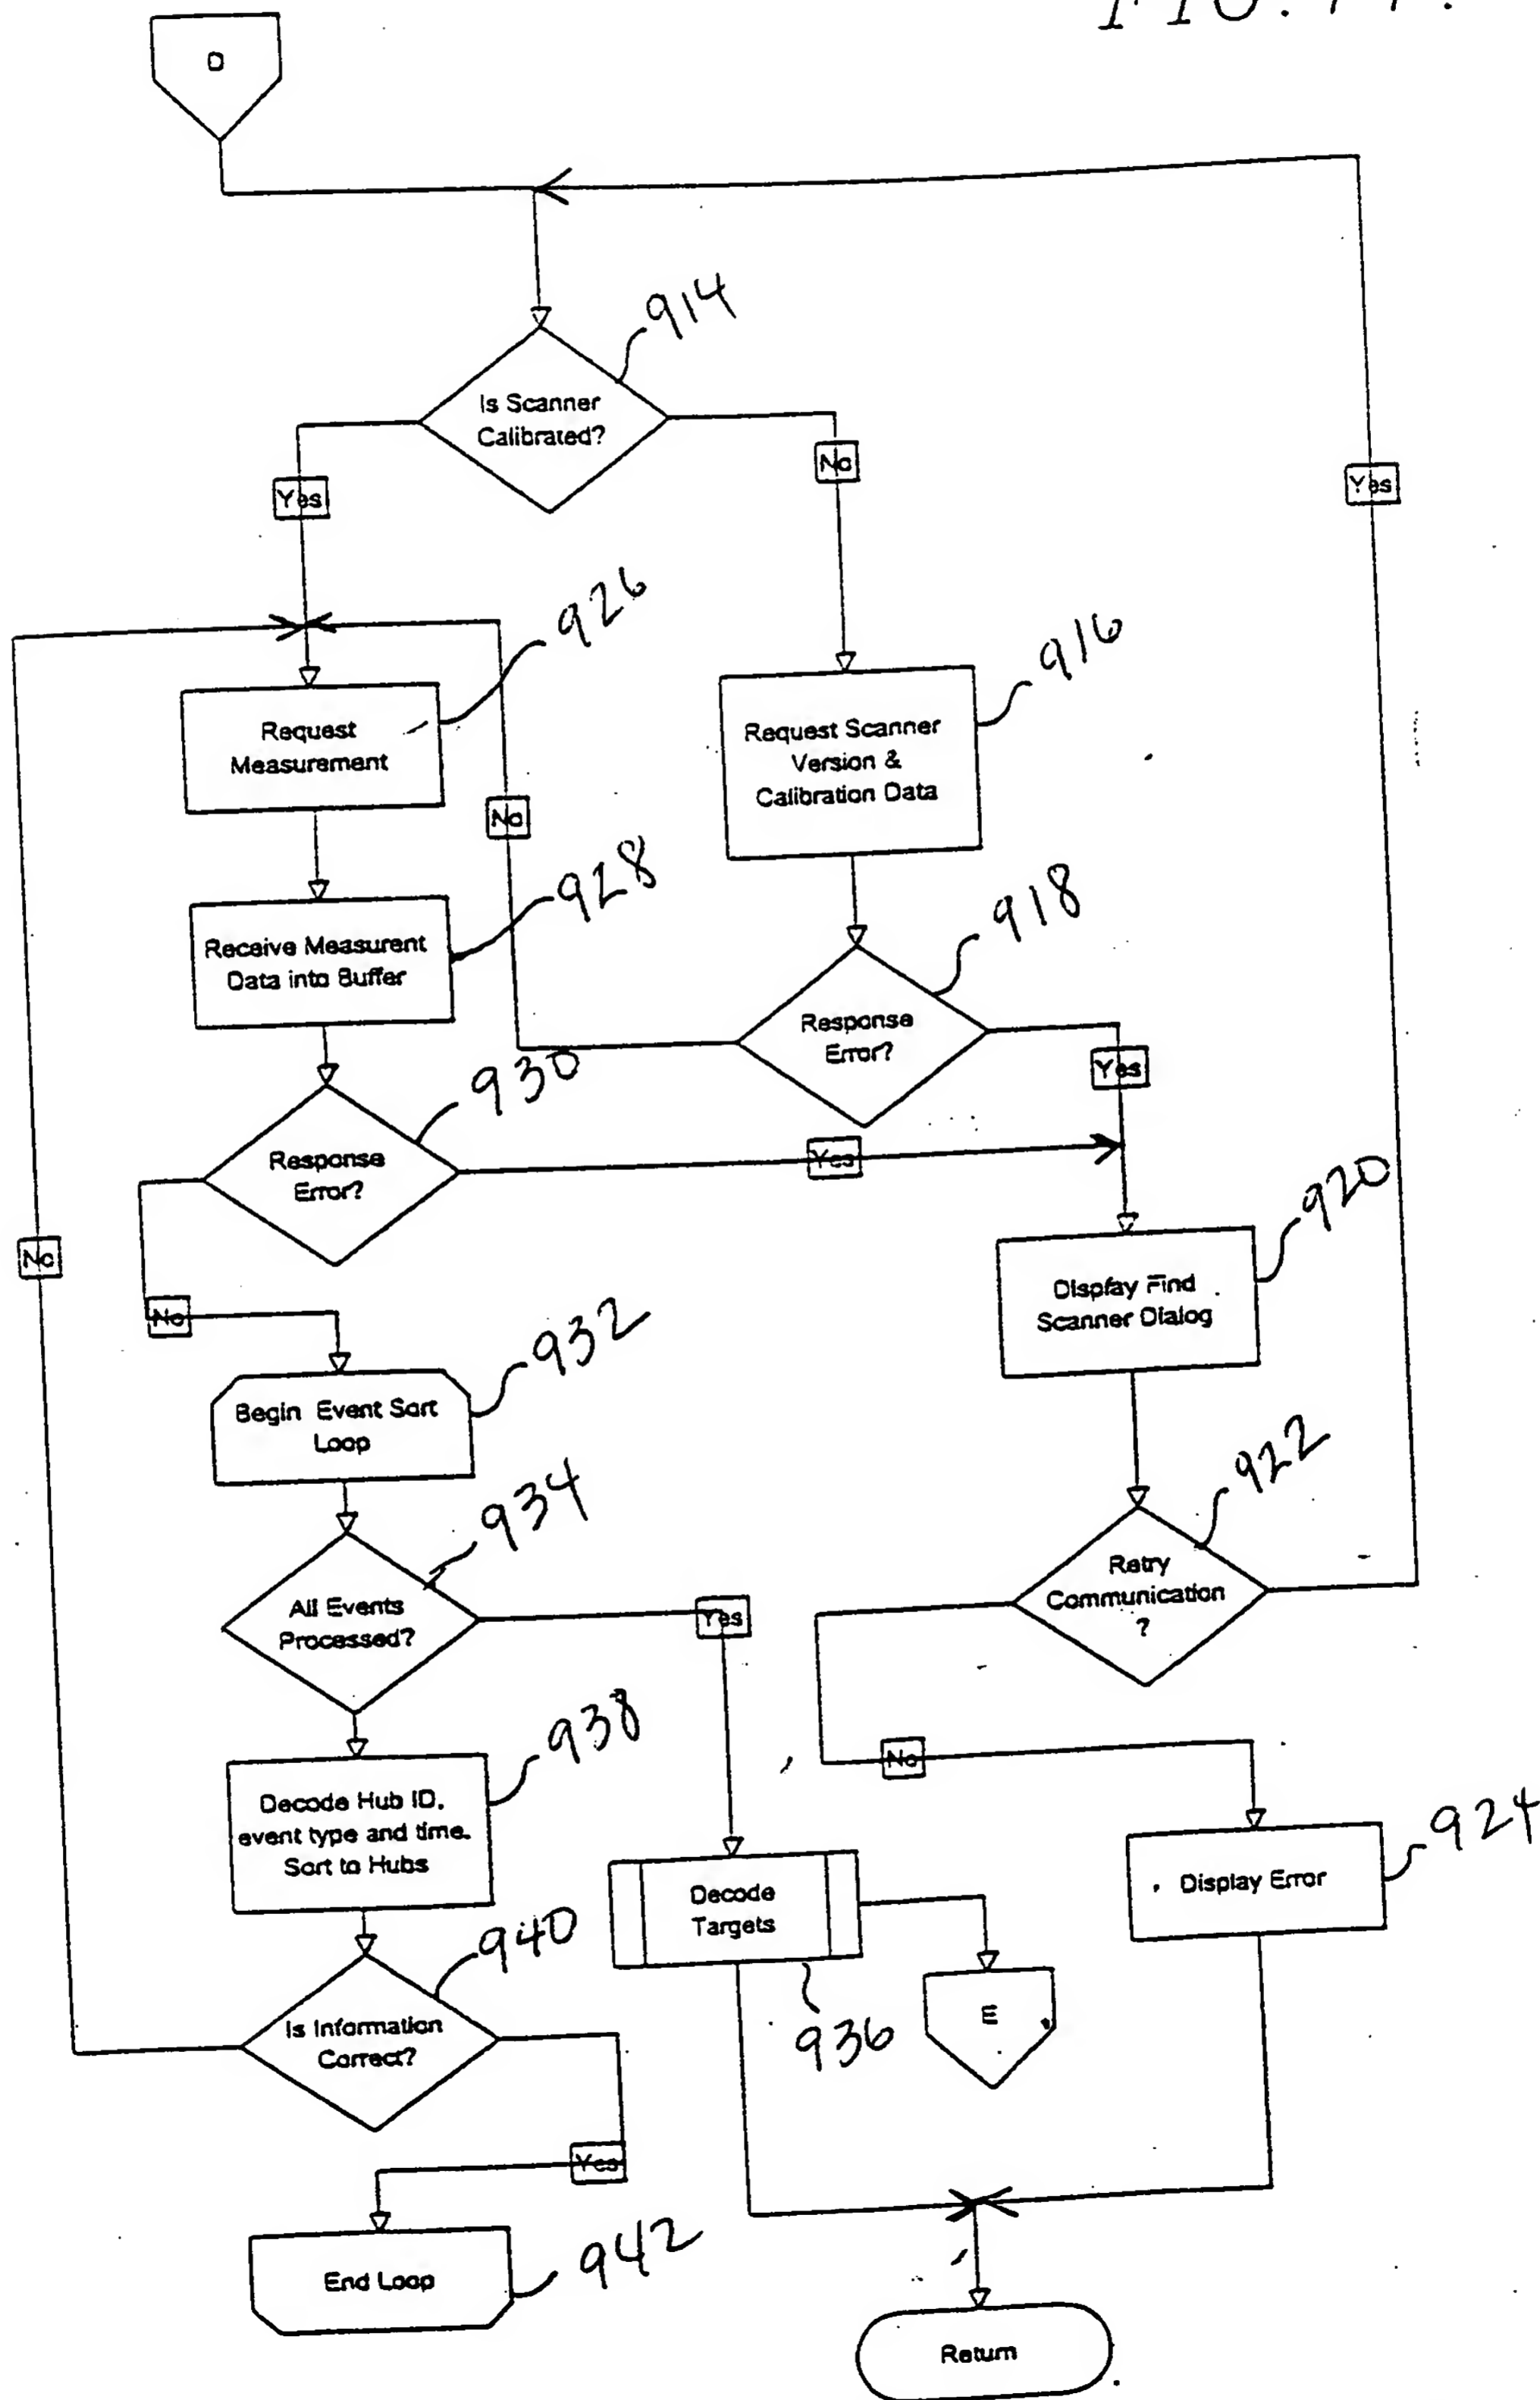 D
914
Is Scanner
Calibrated?
No
Yes
Yes
926
916
Request
Measurement
Request Scanner
Version &
Calibration Data
No
928
918
Receive Measurent
Data into Buffer
Response
Error?
Yes
930
Response
Error?
Yes
920
No
Display Find
Scanner Dialog
No
932
Begin Event Sort
Loop
922
934
Retry
Communication
?
All Events
Processed?
Yes
938
No
Decode Hub ID,
event type and time.
Sort to Hubs
924
Display Error
Decode
Targets
940
936
E
Is Information
Correct?
Yes
942
End Loop
Return